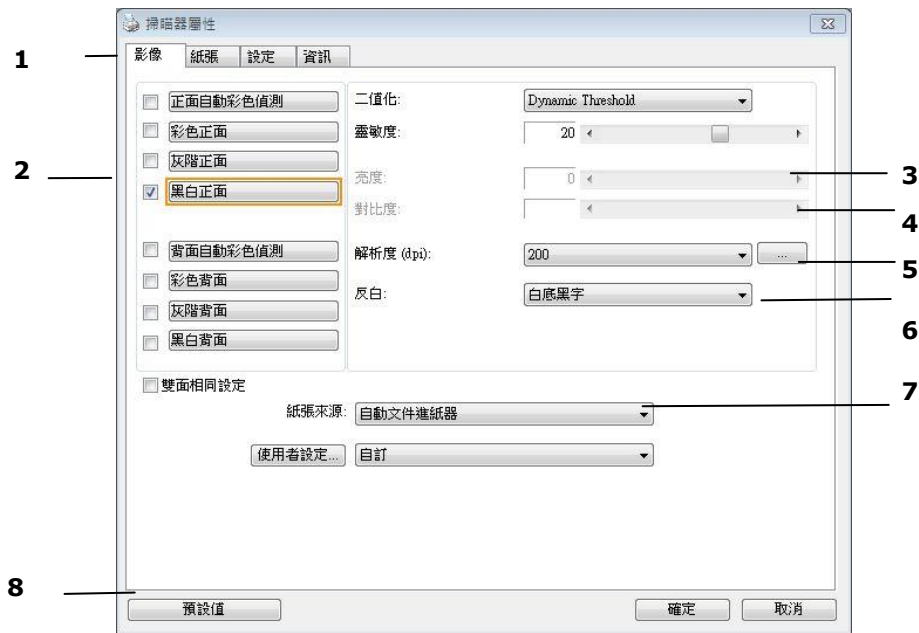 掃瞄器屬性
1
影像 紙張 設定 資訊
正面自動彩色偵測 二值化: Dynamic Threshold
彩色正面 靈敏度: 20
灰階正面
2
亮度: 0 3
黑白正面
對比度: 4
背面自動彩色偵測 解析度 (dpi): 200 ... 5
彩色背面
反白: 白底黑字
灰階背面
6
黑白背面
雙面相同設定
7
紙張來源: 自動文件進紙器
使用者設定... 自訂
8
預設值 確定 取消